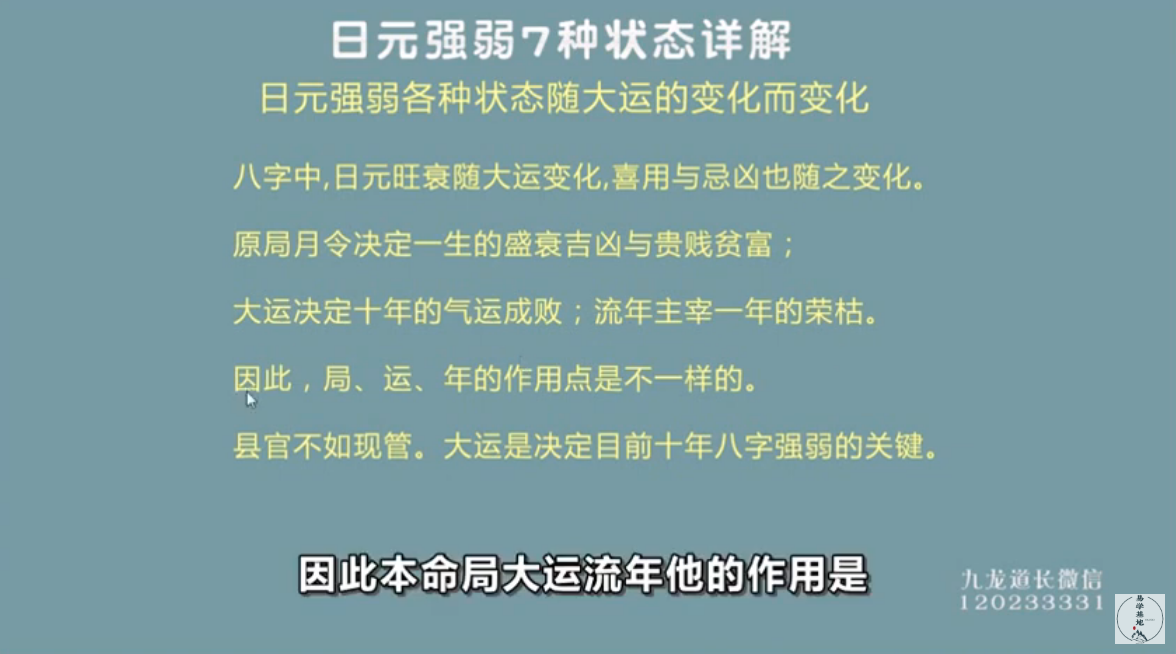 日元强弱7种状态详解
日元强弱各种状态随大运的变化而变化
八字中,日元旺衰随大运变化,喜用与忌凶也随之变化。
原局月令决定一生的盛衰吉凶与贵贱贫富；
大运决定十年的气运成败；流年主宰一年的荣枯。
因此，局、运、年的作用点是不一样的。
县官不如现管。大运是决定目前十年八字强弱的关键。
因此本命局大运流年他的作用是
九龙道长微信
120233331
易学基地